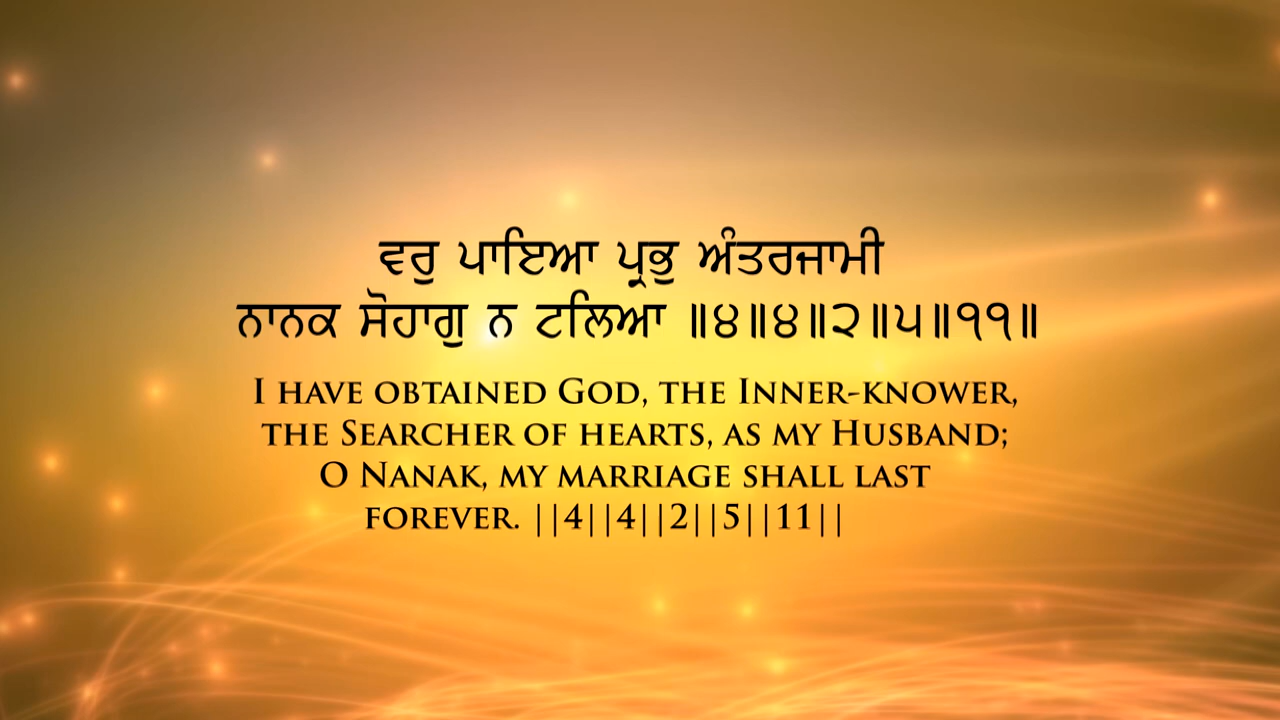 ਵਰੁ ਪਾਇਆ ਪ੍ਰਭੁ ਅੰਤਰਜਾਮੀ
ਨਾਨਕ ਸੋਹਾਗੁ ਨ ਟਲਿਆ ॥੪॥੪॥੨॥੫॥੧੧॥
I have obtained God, the Inner-knower,
the Searcher of hearts, as my Husband;
O Nanak, my marriage shall last
forever. ||4||4||2||5||11||